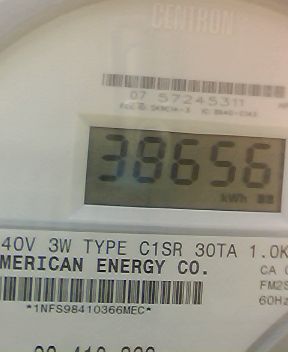 CENTRON
07 57245311
38656
kWh
40V 3W TYPE C1SR 30TA 1.0K
MERICAN ENERGY CO.
CA
FM2S
60Hz
*1NFS98410366MEC*